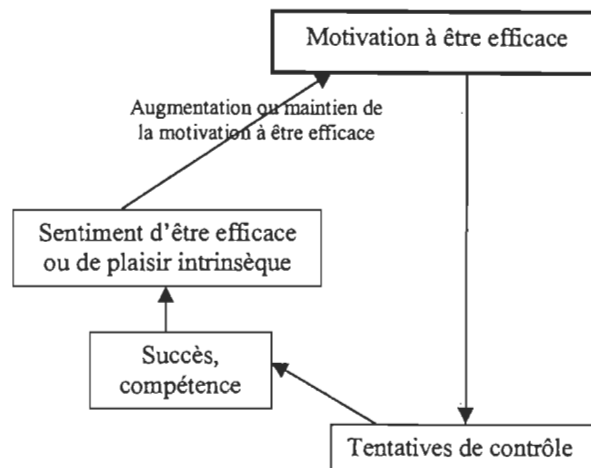 Motivation à être efficace
Augmentation ou maintien de
la motivation à être efficace
Sentiment d'être efficace
ou de plaisir intrinsèque
Succès,
compétence
Tentatives de contrôle